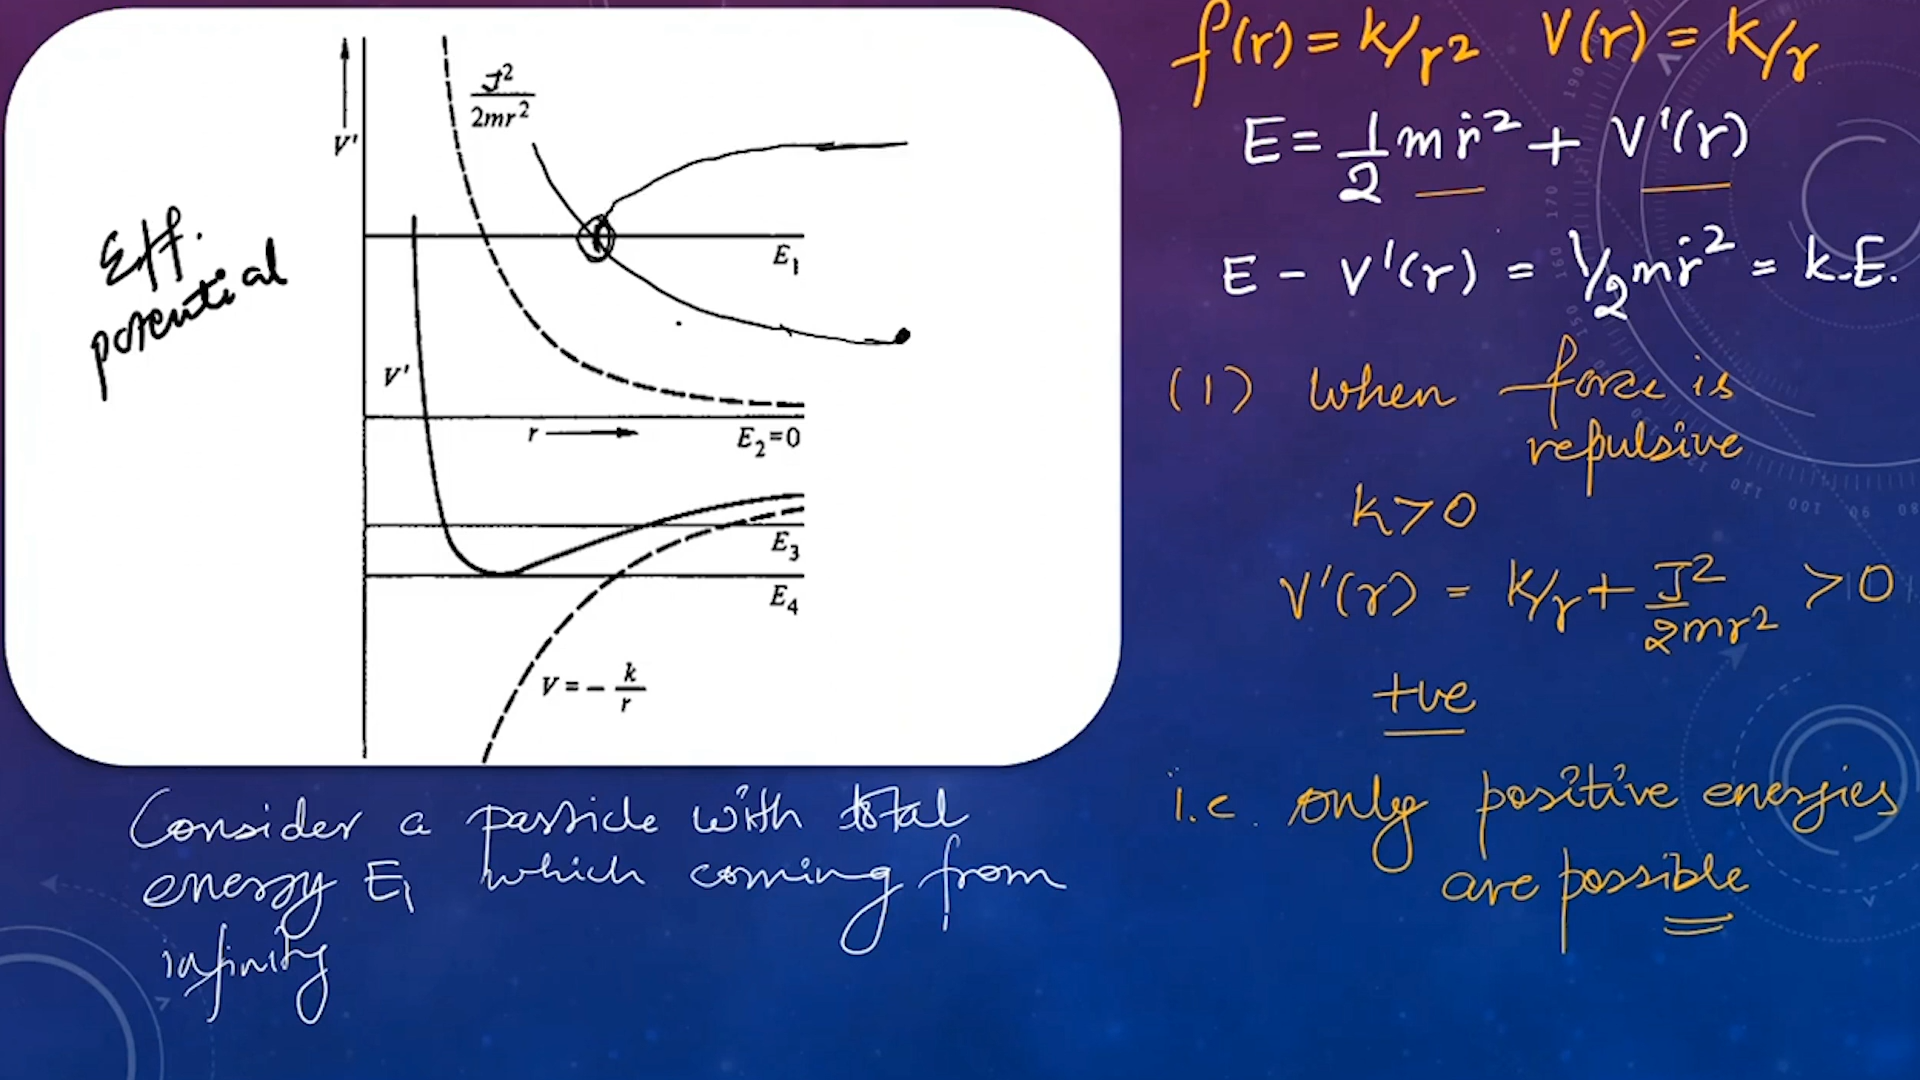 V'
J²
2mr²
E₁
Eff.
potential
V'
r
E₂=0
E₃
E₄
V = - k/r
f(r) = k/r² V(r) = k/r
E = 1/2 mṙ² + V'(r)
E - V'(r) = 1/2 mṙ² = k.E.
(1) when force is
repulsive
k>0
V'(r) = k/r + J²/2mr² >0
+ve
i.e. only positive energies
are possible
Consider a particle with total
energy E₁ which coming from
infinity